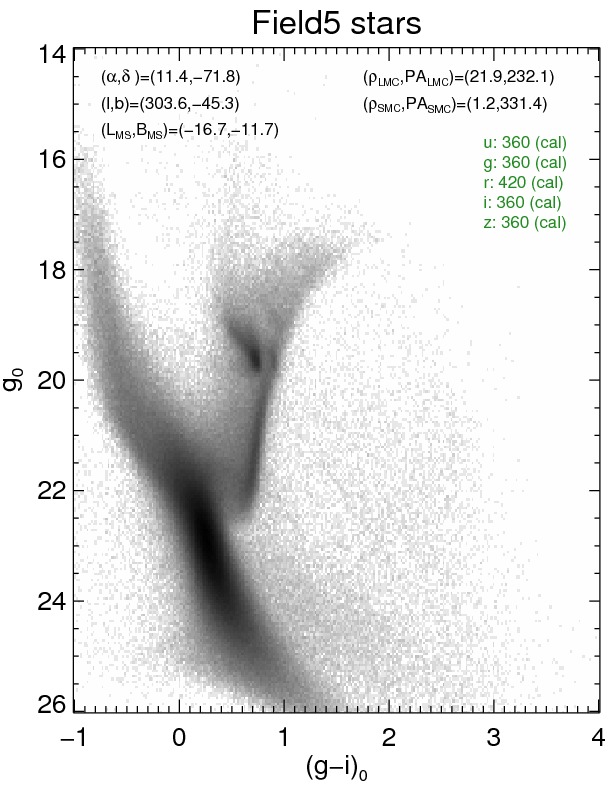 Field5 stars
(α,δ)=(11.4,−71.8)
(ρLMC,PALMC)=(21.9,232.1)
(l,b)=(303.6,−45.3)
(ρSMC,PASMC)=(1.2,331.4)
(LMS,BMS)=(−16.7,−11.7)
u: 360 (cal)
g: 360 (cal)
r: 420 (cal)
i: 360 (cal)
z: 360 (cal)
14
16
18
20
22
24
26
g0
−1 0 1 2 3 4
(g−i)0